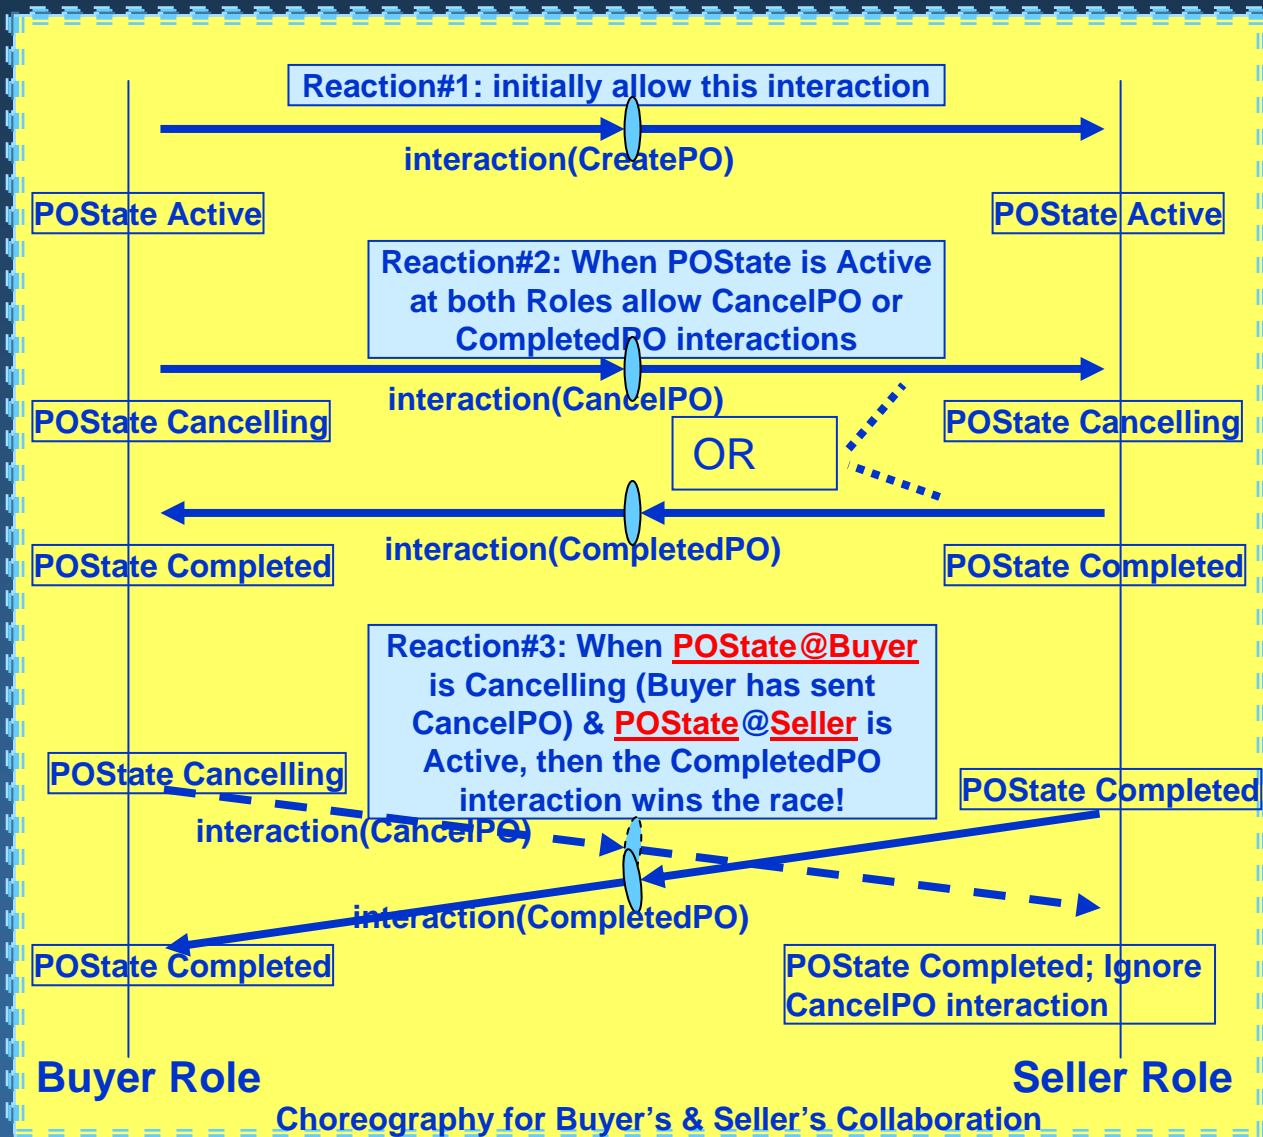 Reaction#1: initially allow this interaction
interaction(CreatePO)
POState Active
POState Active
Reaction#2: When POState is Active
at both Roles allow CancelPO or
CompletedPO interactions
interaction(CancelPO)
POState Cancelling
POState Cancelling
OR
interaction(CompletedPO)
POState Completed
POState Completed
Reaction#3: When POState@Buyer
is Cancelling (Buyer has sent
CancelPO) & POState@Seller is
Active, then the CompletedPO
interaction wins the race!
POState Cancelling
POState Completed
interaction(CancelPO)
interaction(CompletedPO)
POState Completed
POState Completed; Ignore
CancelPO interaction
Buyer Role
Seller Role
Choreography for Buyer’s & Seller’s Collaboration